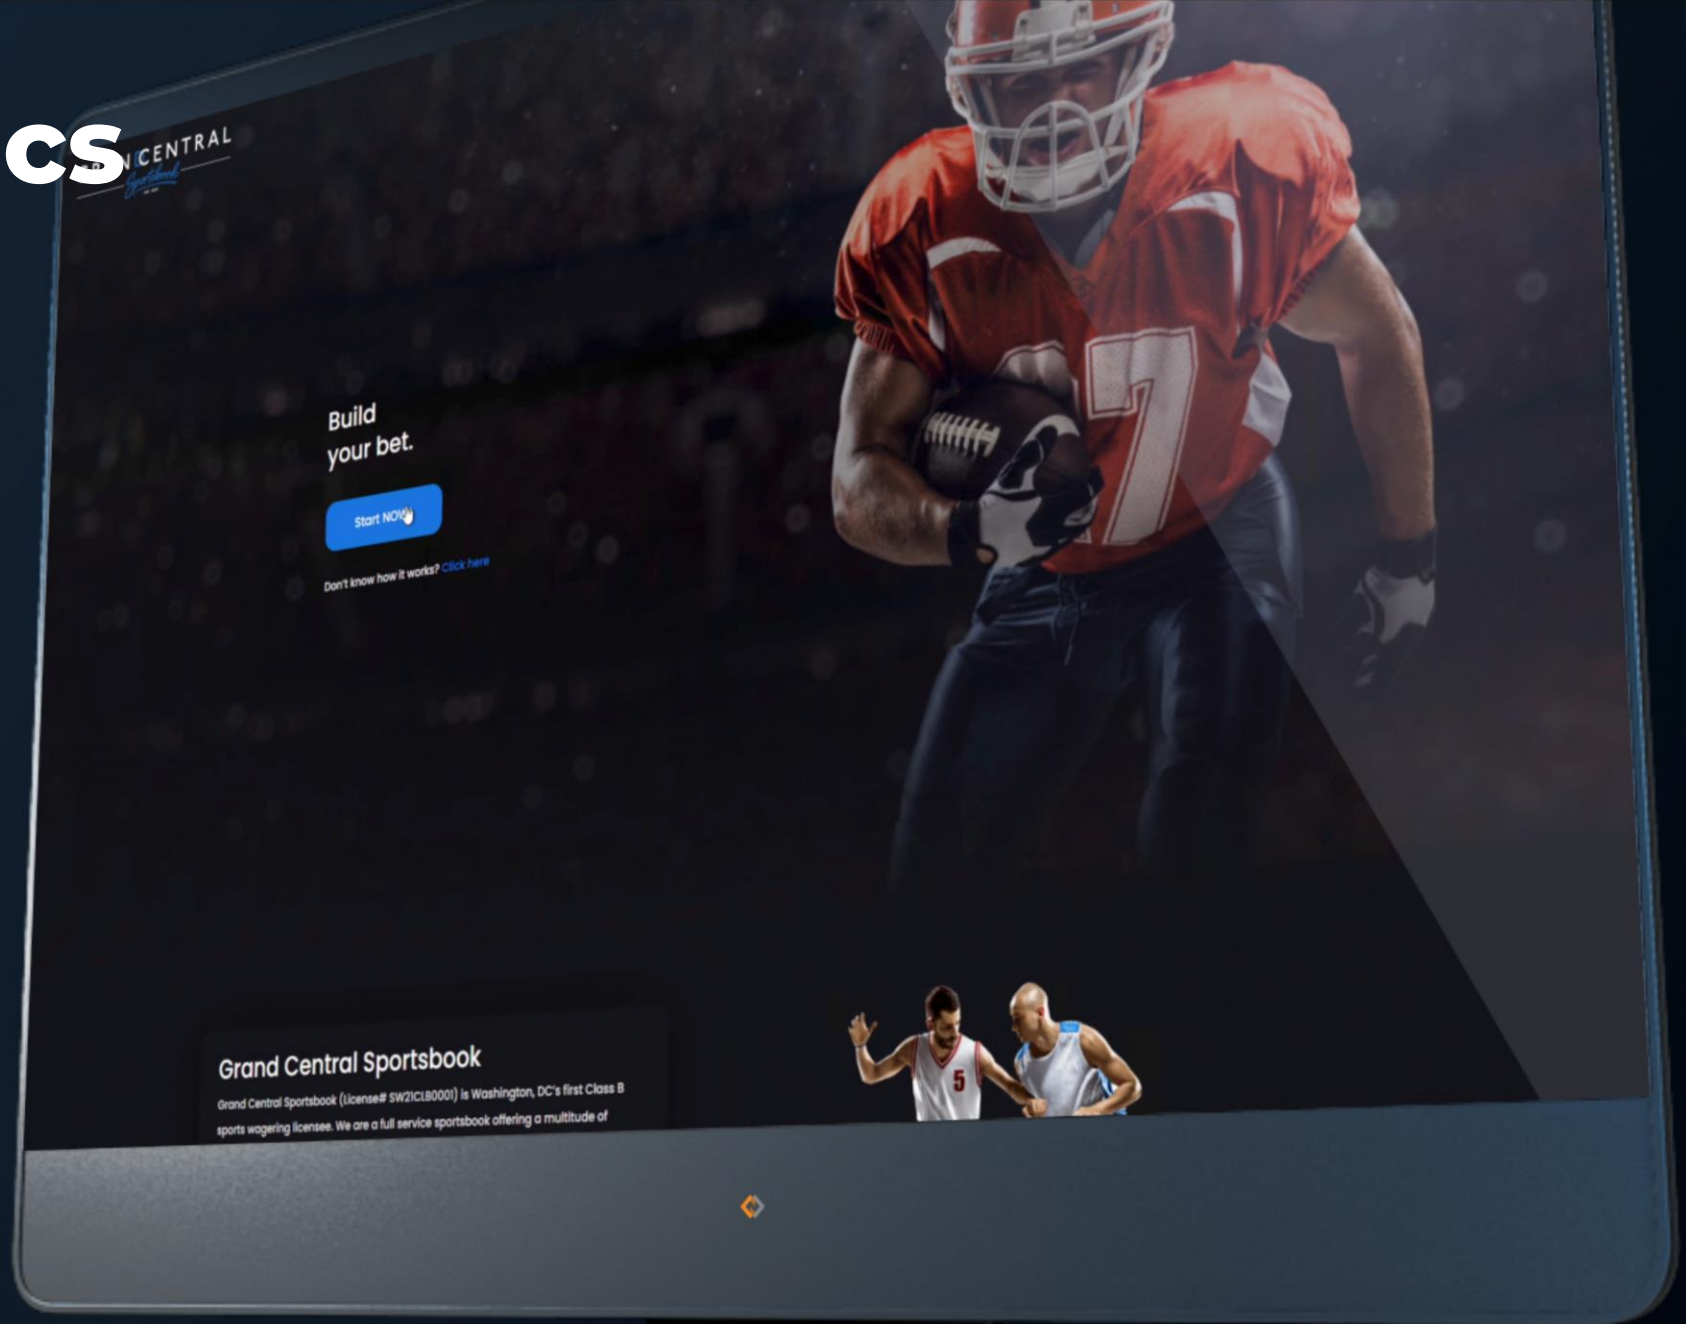 CS
CENTRAL
Sportsbook
Build
your bet.
Start NOW
Don't know how it works? Click here
7
5
Grand Central Sportsbook
Grand Central Sportsbook (License# SW21CLB0001) is Washington, DC's first Class B
sports wagering licensee. We are a full service sportsbook offering a multitude of